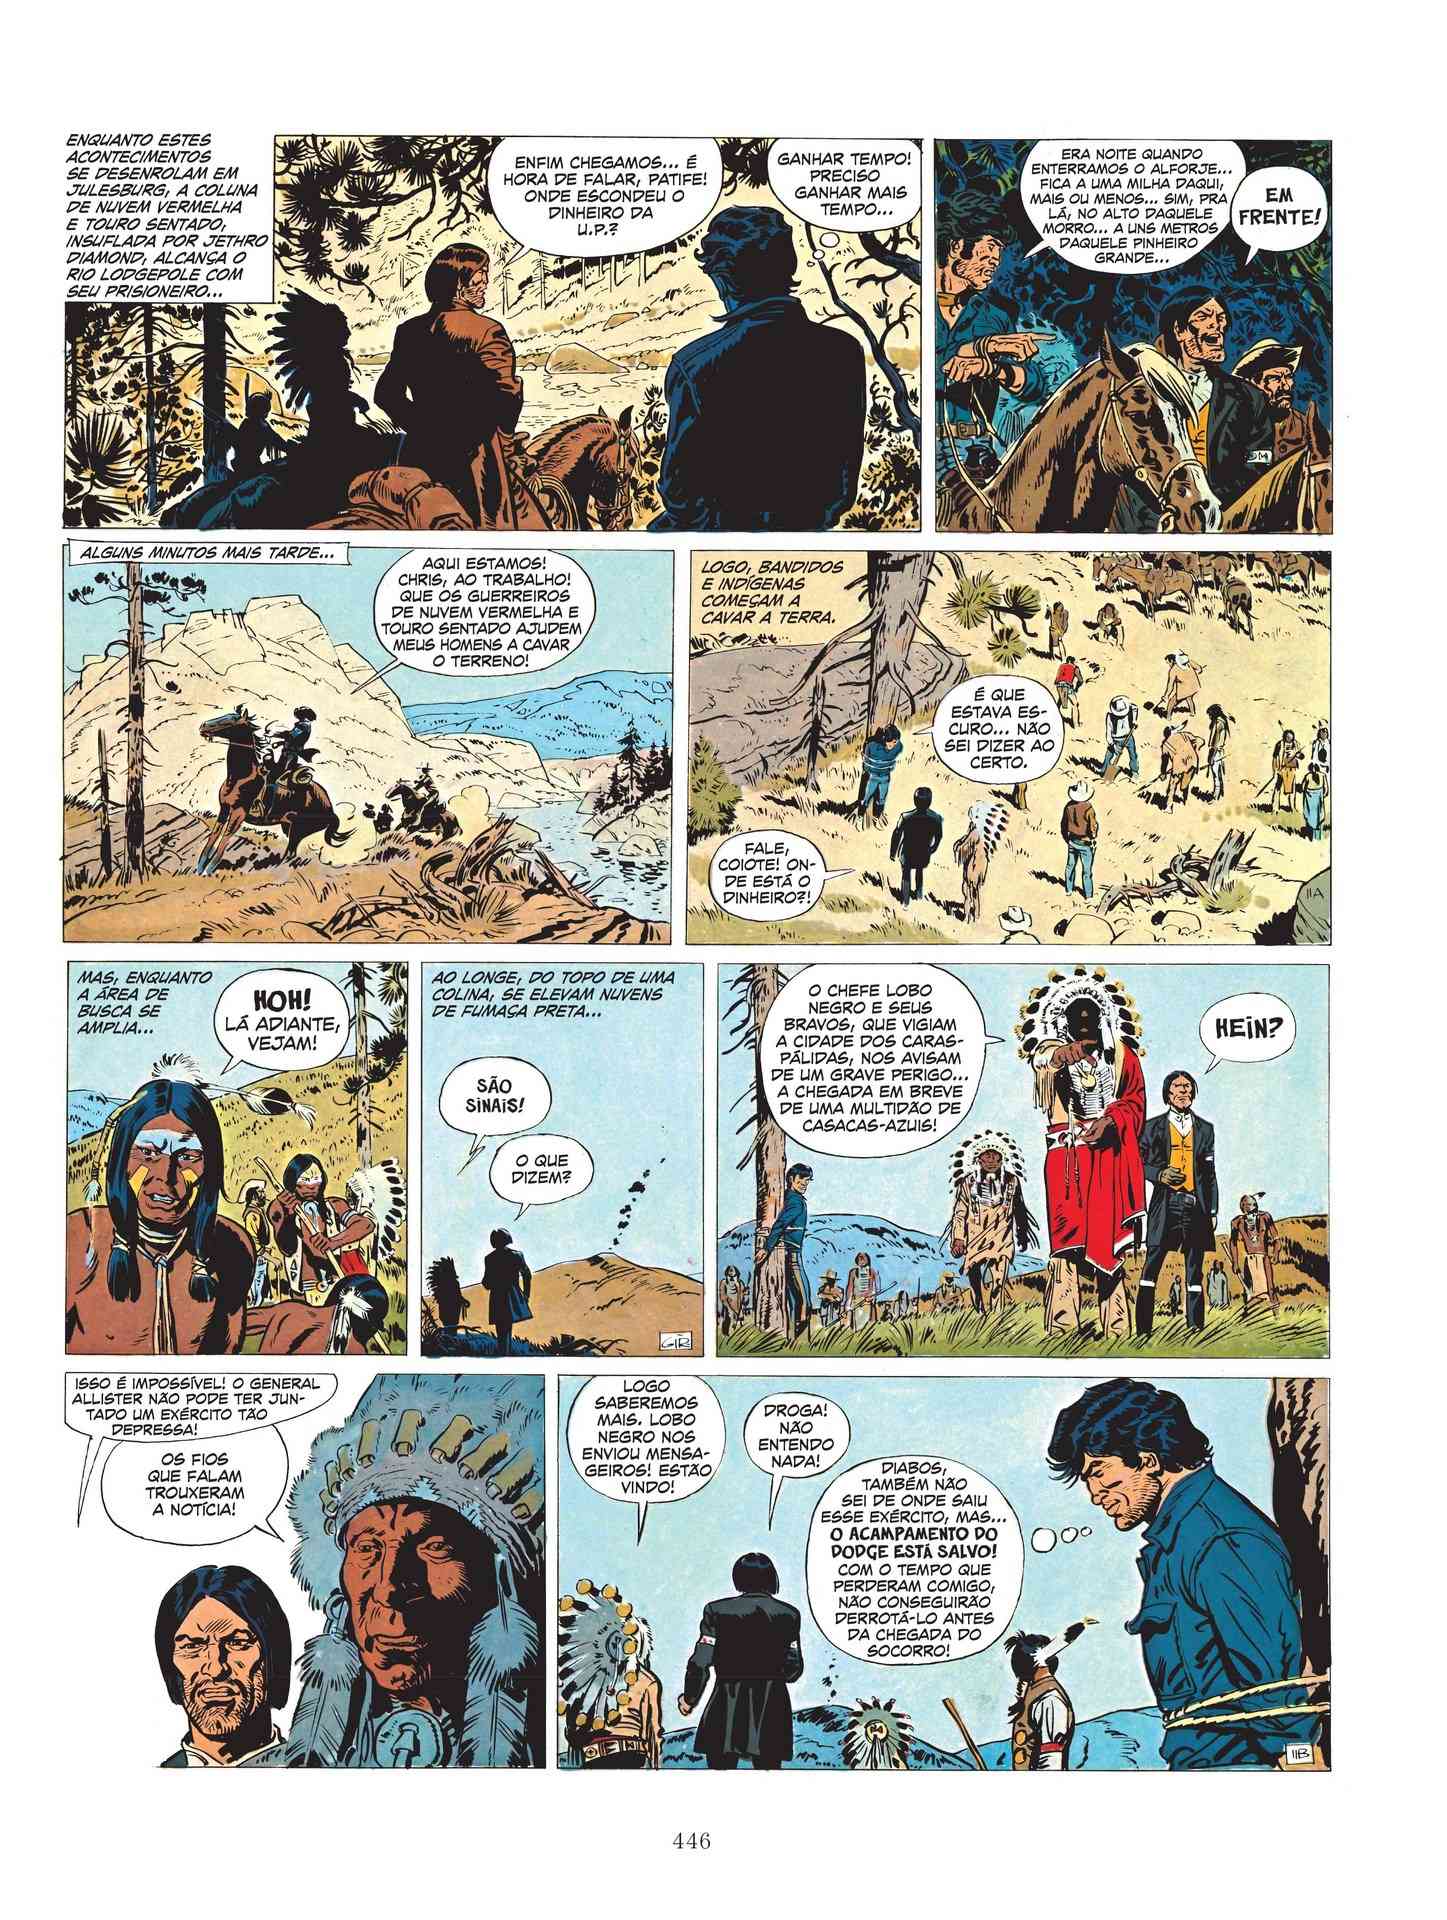 ENQUANTO ESTES
ACONTECIMENTOS
SE DESENROLAM EM
JULESBURG, A COLUNA
DE NUVEM VERMELHA
E TOURO SENTADO,
INSUFLADA POR JETHRO
DIAMOND, ALCANÇA O
RIO LODGEPOLE COM
SEU PRISIONEIRO...
ENFIM CHEGAMOS... É
HORA DE FALAR, PATIFE!
ONDE ESCONDEU O
DINHEIRO DA
U.P.?
GANHAR TEMPO!
PRECISO
GANHAR MAIS
TEMPO...
ERA NOITE QUANDO
ENTERRAMOS O ALFORJE...
FICA A UMA MILHA DAQUI,
MAIS OU MENOS... SIM, PRA
LÁ, NO ALTO DAQUELE
MORRO... A UNS METROS
DAQUELE PINHEIRO
GRANDE...
EM
FRENTE!
ALGUNS MINUTOS MAIS TARDE...
AQUI ESTAMOS!
CHRIS, AO TRABALHO!
QUE OS GUERREIROS
DE NUVEM VERMELHA E
TOURO SENTADO AJUDEM
MEUS HOMENS A CAVAR
O TERRENO!
LOGO, BANDIDOS
E INDÍGENAS
COMEÇAM A
CAVAR A TERRA.
É QUE
ESTAVA ES-
CURO... NÃO
SEI DIZER AO
CERTO.
FALE,
COIOTE! ON-
DE ESTÁ O
DINHEIRO?!
11A
MAS, ENQUANTO
A ÁREA DE
BUSCA SE
AMPLIA...
HOH!
LÁ ADIANTE,
VEJAM!
AO LONGE, DO TOPO DE UMA
COLINA, SE ELEVAM NUVENS
DE FUMAÇA PRETA...
SÃO
SINAIS!
O QUE
DIZEM?
GIR
O CHEFE LOBO
NEGRO E SEUS
BRAVOS, QUE VIGIAM
A CIDADE DOS CARAS-
PÁLIDAS, NOS AVISAM
DE UM GRAVE PERIGO...
A CHEGADA EM BREVE
DE UMA MULTIDÃO DE
CASACAS-AZUIS!
HEIN?
ISSO É IMPOSSÍVEL! O GENERAL
ALLISTER NÃO PODE TER JUN-
TADO UM EXÉRCITO TÃO
DEPRESSA!
OS FIOS
QUE FALAM
TROUXERAM
A NOTÍCIA!
LOGO
SABEREMOS
MAIS. LOBO
NEGRO NOS
ENVIOU MENSA-
GEIROS! ESTÃO
VINDO!
DROGA!
NÃO
ENTENDO
NADA!
DIABOS,
TAMBÉM NÃO
SEI DE ONDE SAIU
ESSE EXÉRCITO, MAS...
O ACAMPAMENTO DO
DODGE ESTÁ SALVO!
COM O TEMPO QUE
PERDERAM COMIGO,
NÃO CONSEGUIRÃO
DERROTÁ-LO ANTES
DA CHEGADA DO
SOCORRO!
11B
446